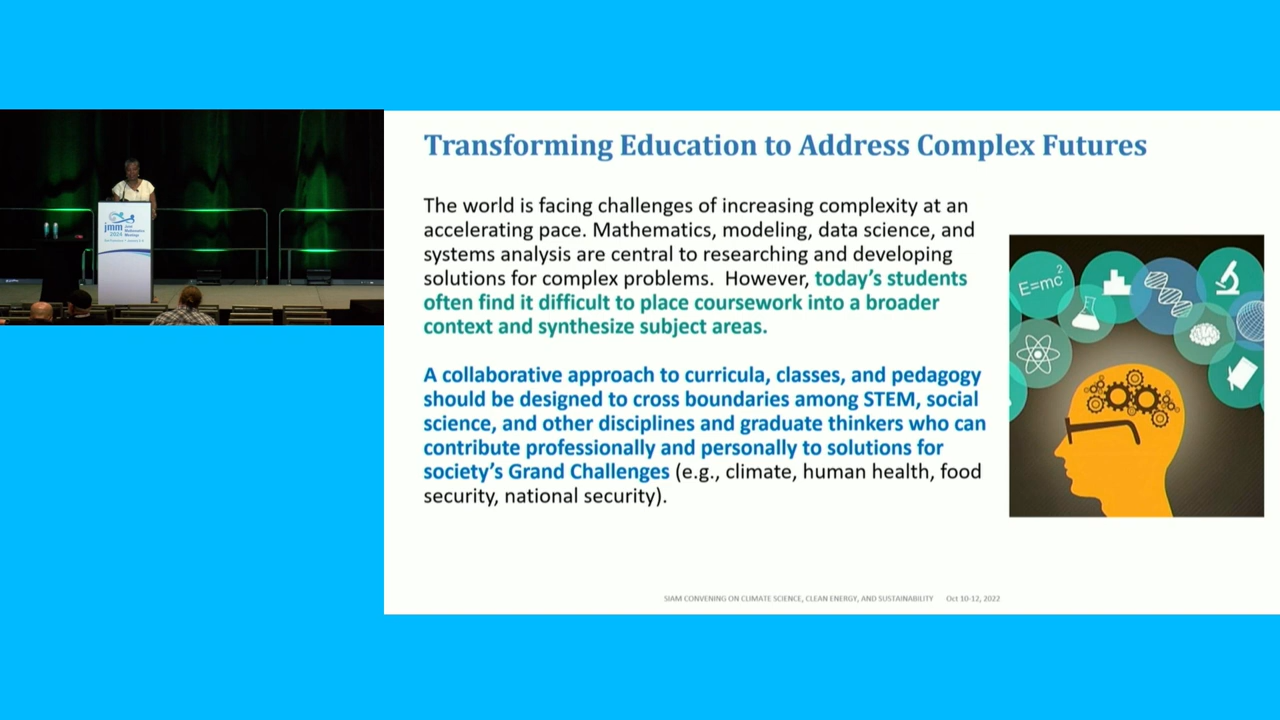 Transforming Education to Address Complex Futures
The world is facing challenges of increasing complexity at an
accelerating pace. Mathematics, modeling, data science, and
systems analysis are central to researching and developing
solutions for complex problems. However, today's students
often find it difficult to place coursework into a broader
context and synthesize subject areas.
A collaborative approach to curricula, classes, and pedagogy
should be designed to cross boundaries among STEM, social
science, and other disciplines and graduate thinkers who can
contribute professionally and personally to solutions for
society's Grand Challenges (e.g., climate, human health, food
security, national security).
E=mc²
SIAM CONVENING ON CLIMATE SCIENCE, CLEAN ENERGY, AND SUSTAINABILITY Oct 10-12, 2022
jmm
2024
Joint
Mathematics
Meetings